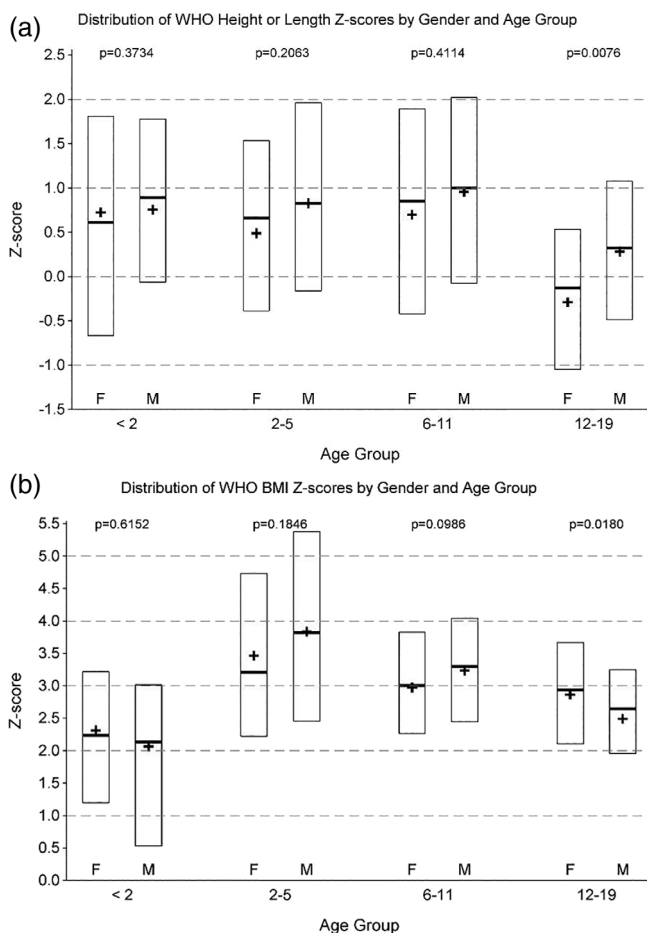 (a)
Distribution of WHO Height or Length Z-scores by Gender and Age Group
p=0.3734 p=0.2063 p=0.4114 p=0.0076
2.5
2.0
1.5
1.0
0.5
0.0
-0.5
-1.0
-1.5
Z-score
F M F M F M F M
< 2 2-5 6-11 12-19
Age Group
(b)
Distribution of WHO BMI Z-scores by Gender and Age Group
p=0.6152 p=0.1846 p=0.0986 p=0.0180
5.5
5.0
4.5
4.0
3.5
3.0
2.5
2.0
1.5
1.0
0.5
0.0
Z-score
F M F M F M F M
< 2 2-5 6-11 12-19
Age Group